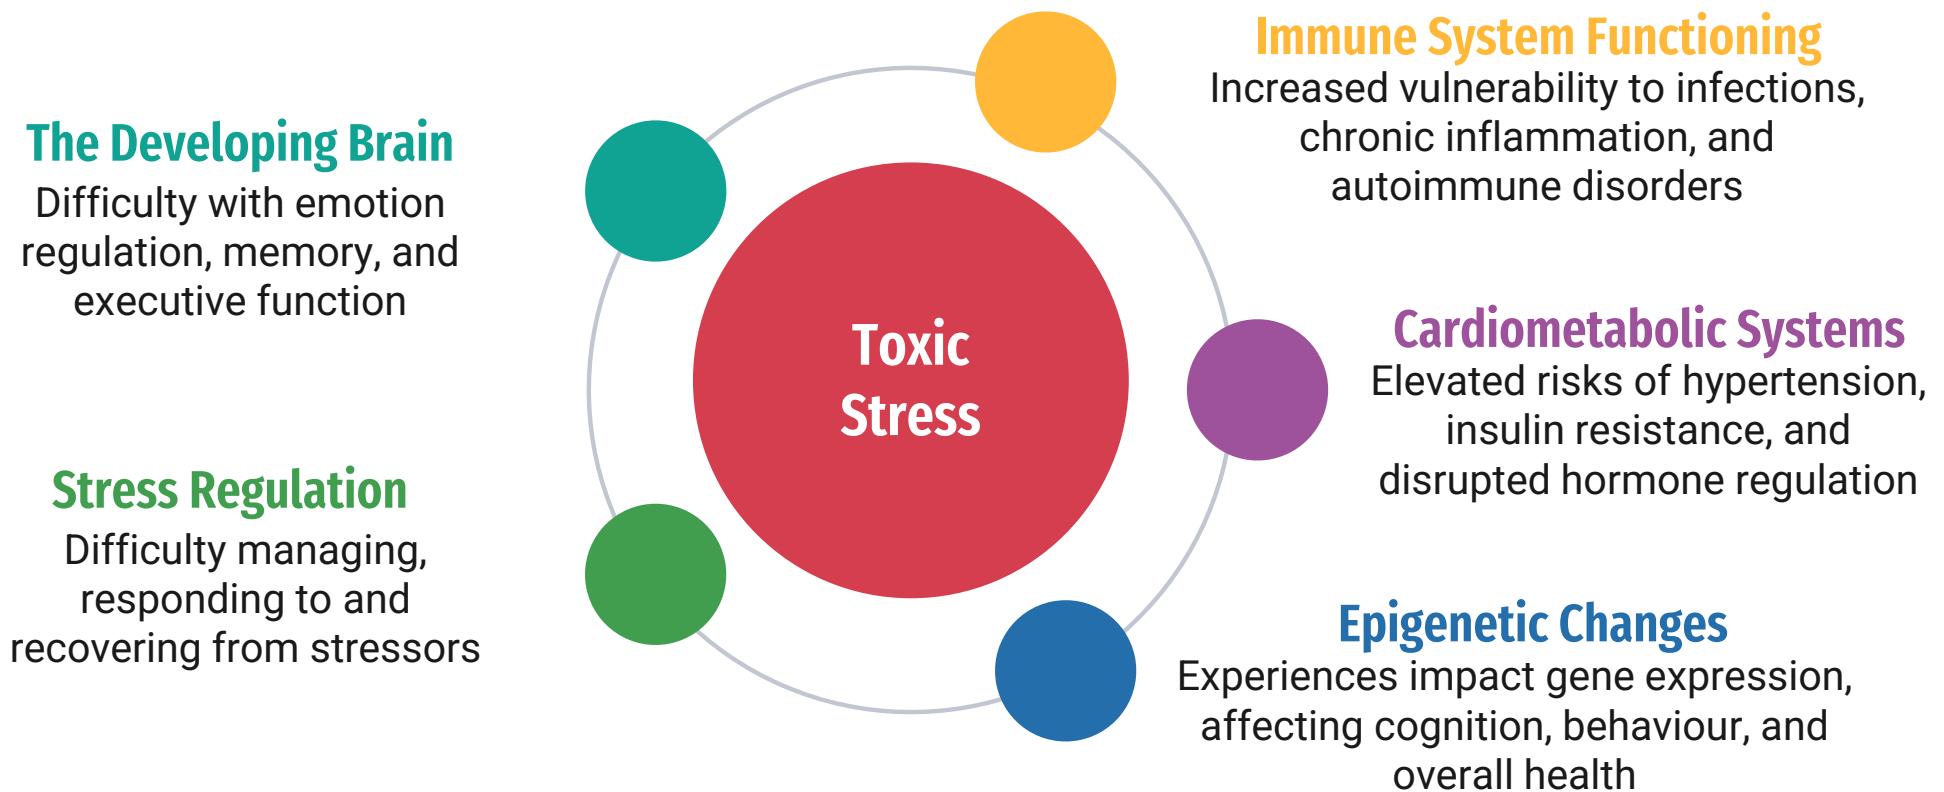 Immune System Functioning
Increased vulnerability to infections,
chronic inflammation, and
autoimmune disorders
The Developing Brain
Difficulty with emotion
regulation, memory, and
executive function
Toxic
Stress
Cardiometabolic Systems
Elevated risks of hypertension,
insulin resistance, and
disrupted hormone regulation
Stress Regulation
Difficulty managing,
responding to and
recovering from stressors
Epigenetic Changes
Experiences impact gene expression,
affecting cognition, behaviour, and
overall health